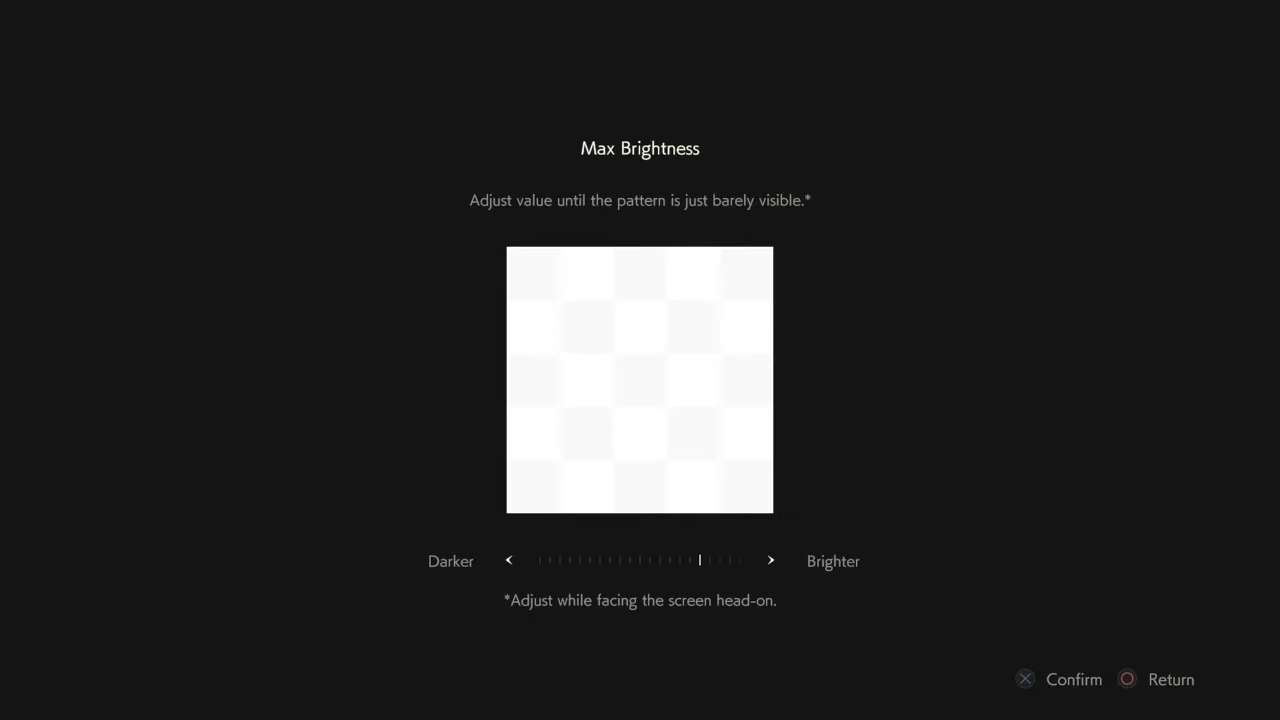 Max Brightness
Adjust value until the pattern is just barely visible.*
Darker Brighter
*Adjust while facing the screen head-on.
Confirm Return